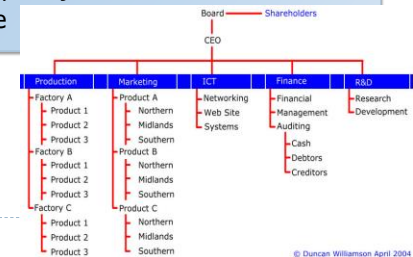 e
Board Shareholders
CEO
Production Marketing ICT Finance R&D
Factory A Product A Networking Financial Research
Product 1 Northern Web Site Management Development
Product 2 Midlands Systems Auditing
Product 3 Southern Cash
Factory B Product B Debtors
Product 1 Northern Creditors
Product 2 Midlands
Product 3 Southern
Factory C Product C
Product 1 Northern
Product 2 Midlands
Product 3 Southern
© Duncan Williamson April 2004